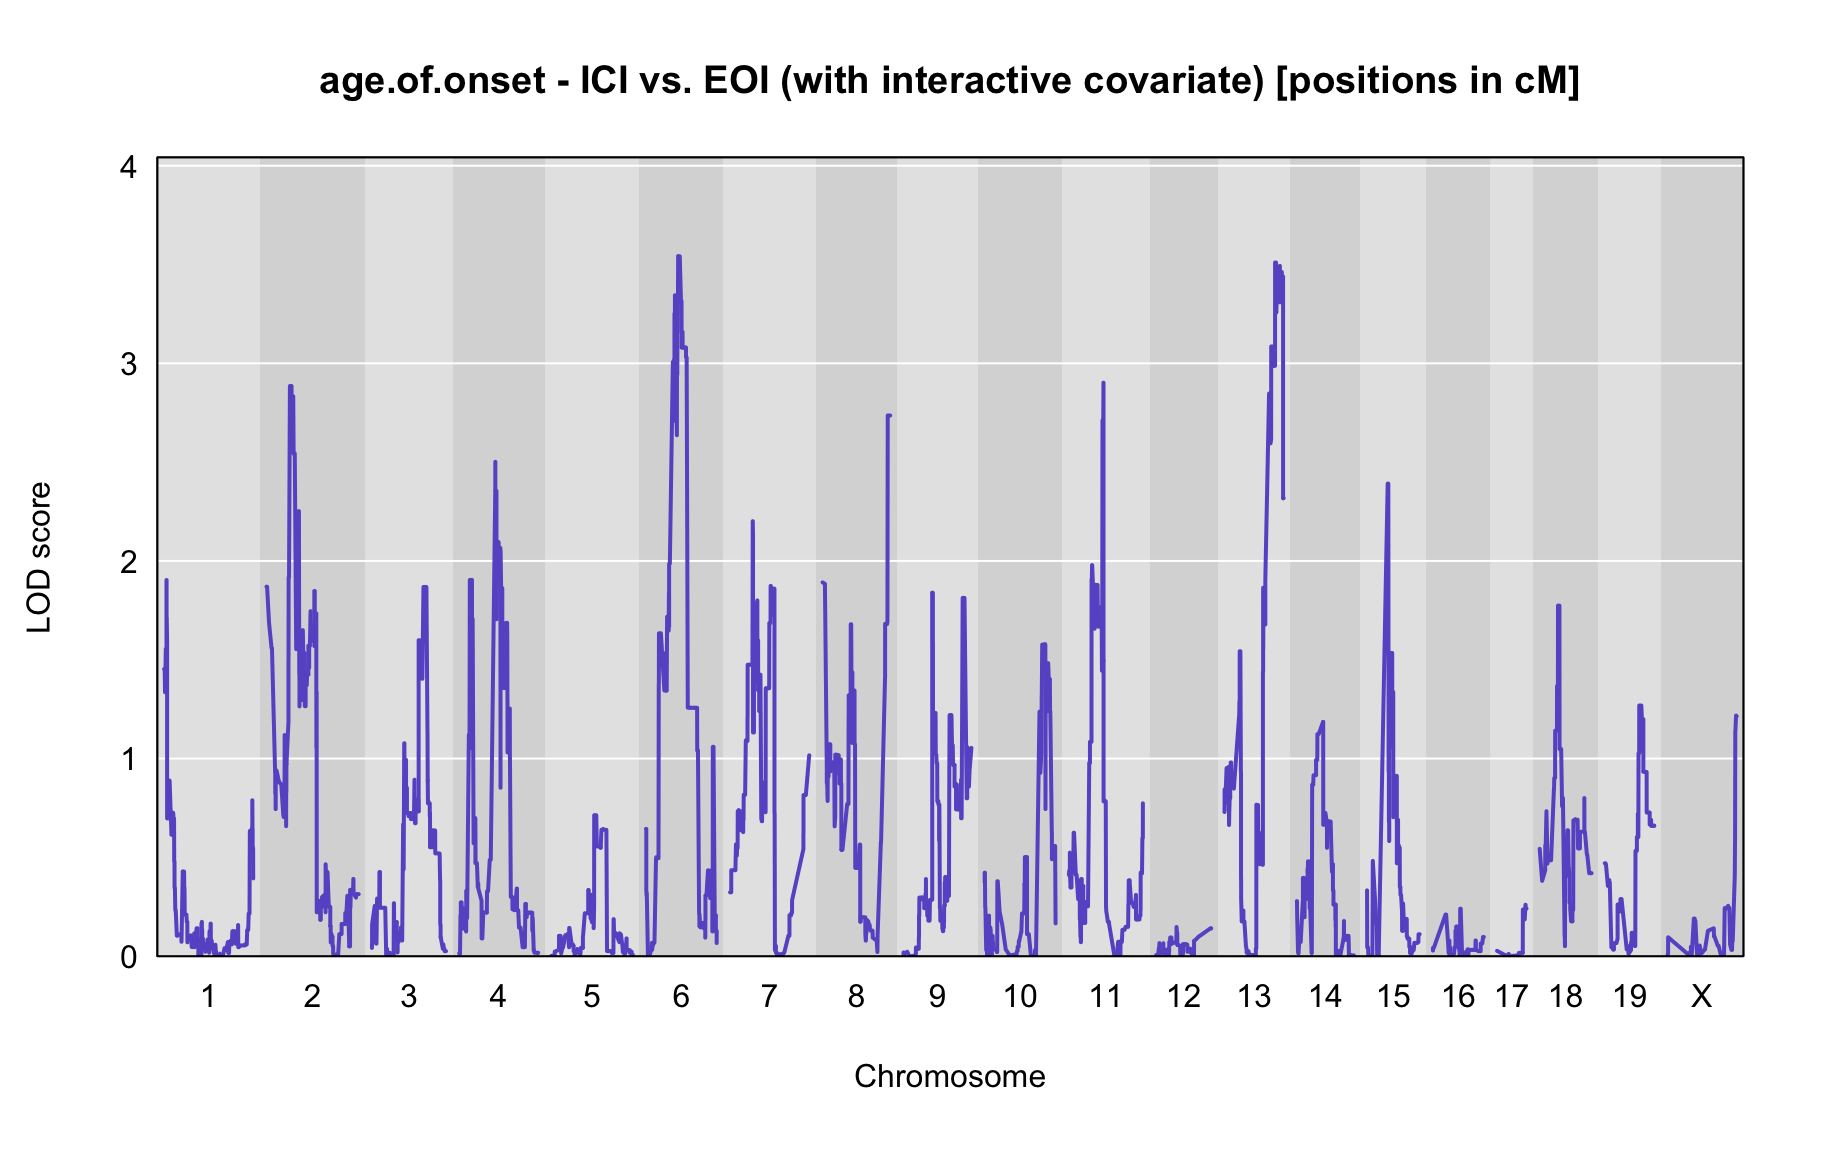 age.of.onset - ICI vs. EOI (with interactive covariate) [positions in cM]
4
3
2
1
0
LOD score
1 2 3 4 5 6 7 8 9 10 11 12 13 14 15 16 17 18 19 X
Chromosome